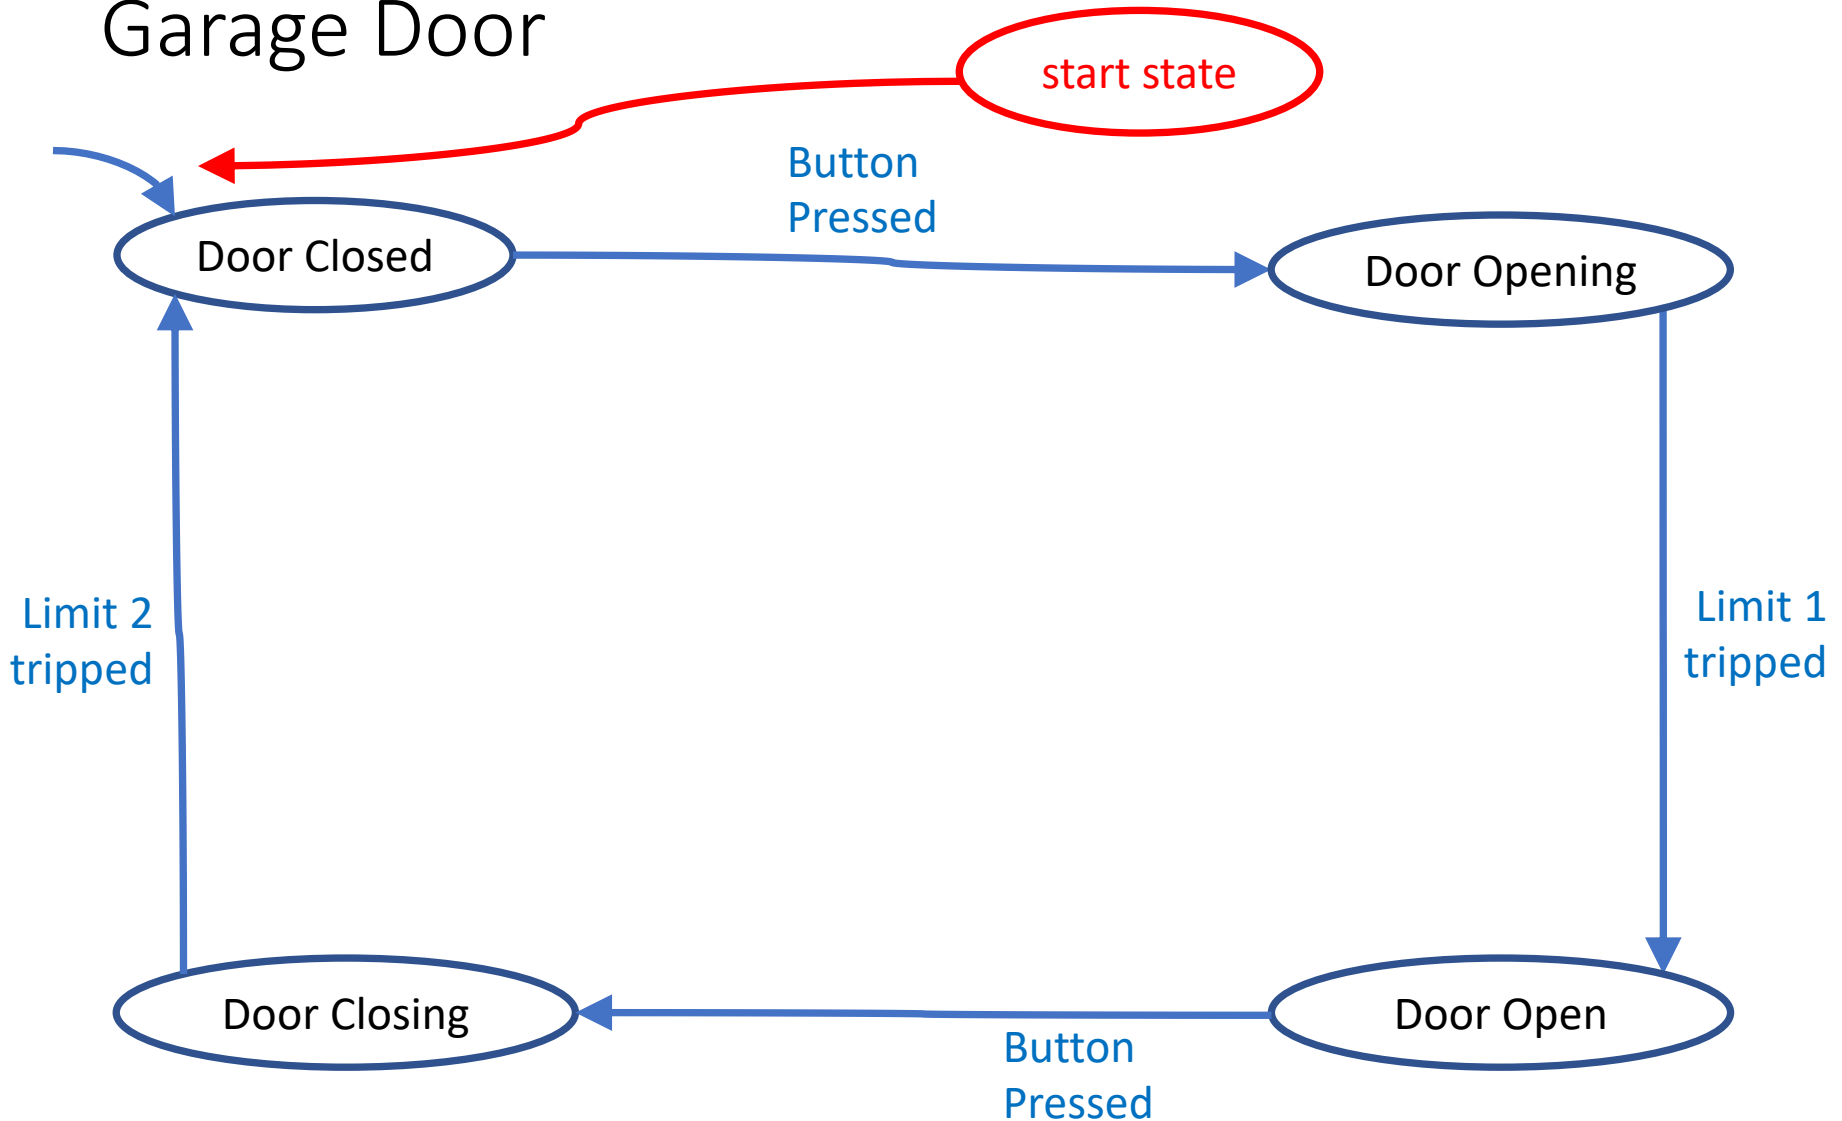 Garage Door
start state
Button
Pressed
Door Closed
Door Opening
Limit 2
tripped
Limit 1
tripped
Door Closing
Door Open
Button
Pressed